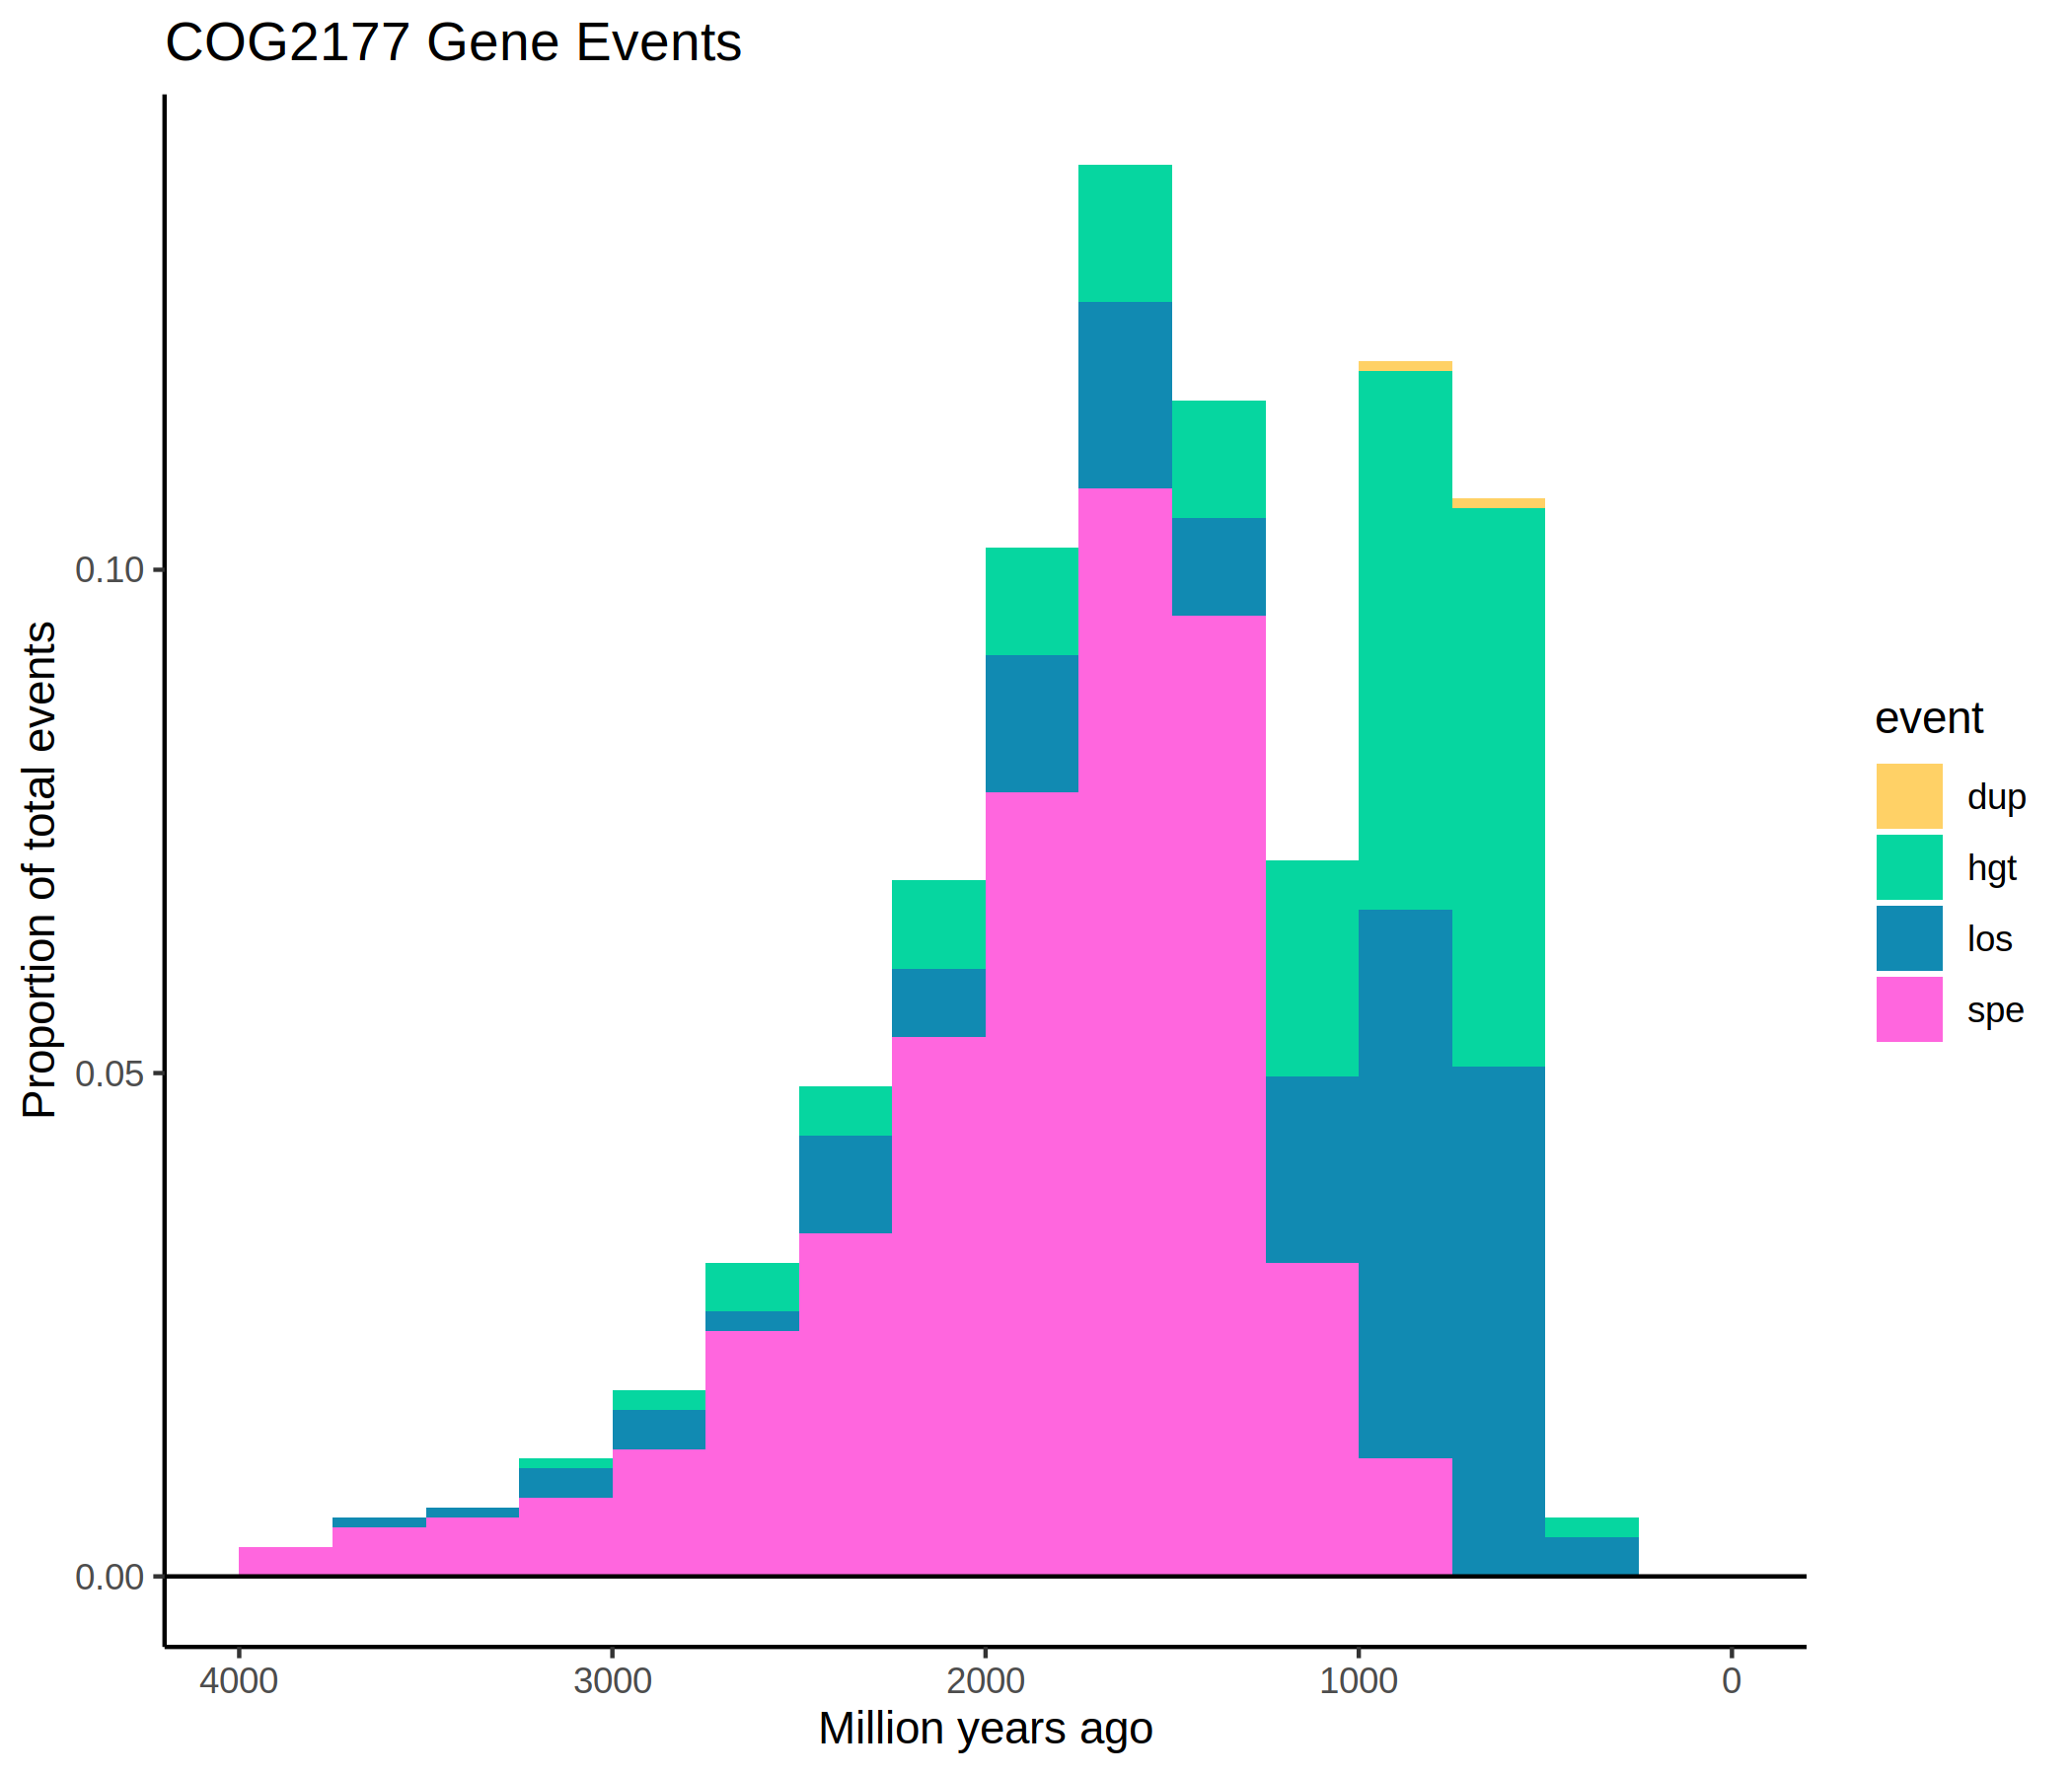 COG2177 Gene Events
Proportion of total events
0.10
0.05
0.00
4000 3000 2000 1000 0
Million years ago
event
dup
hgt
los
spe